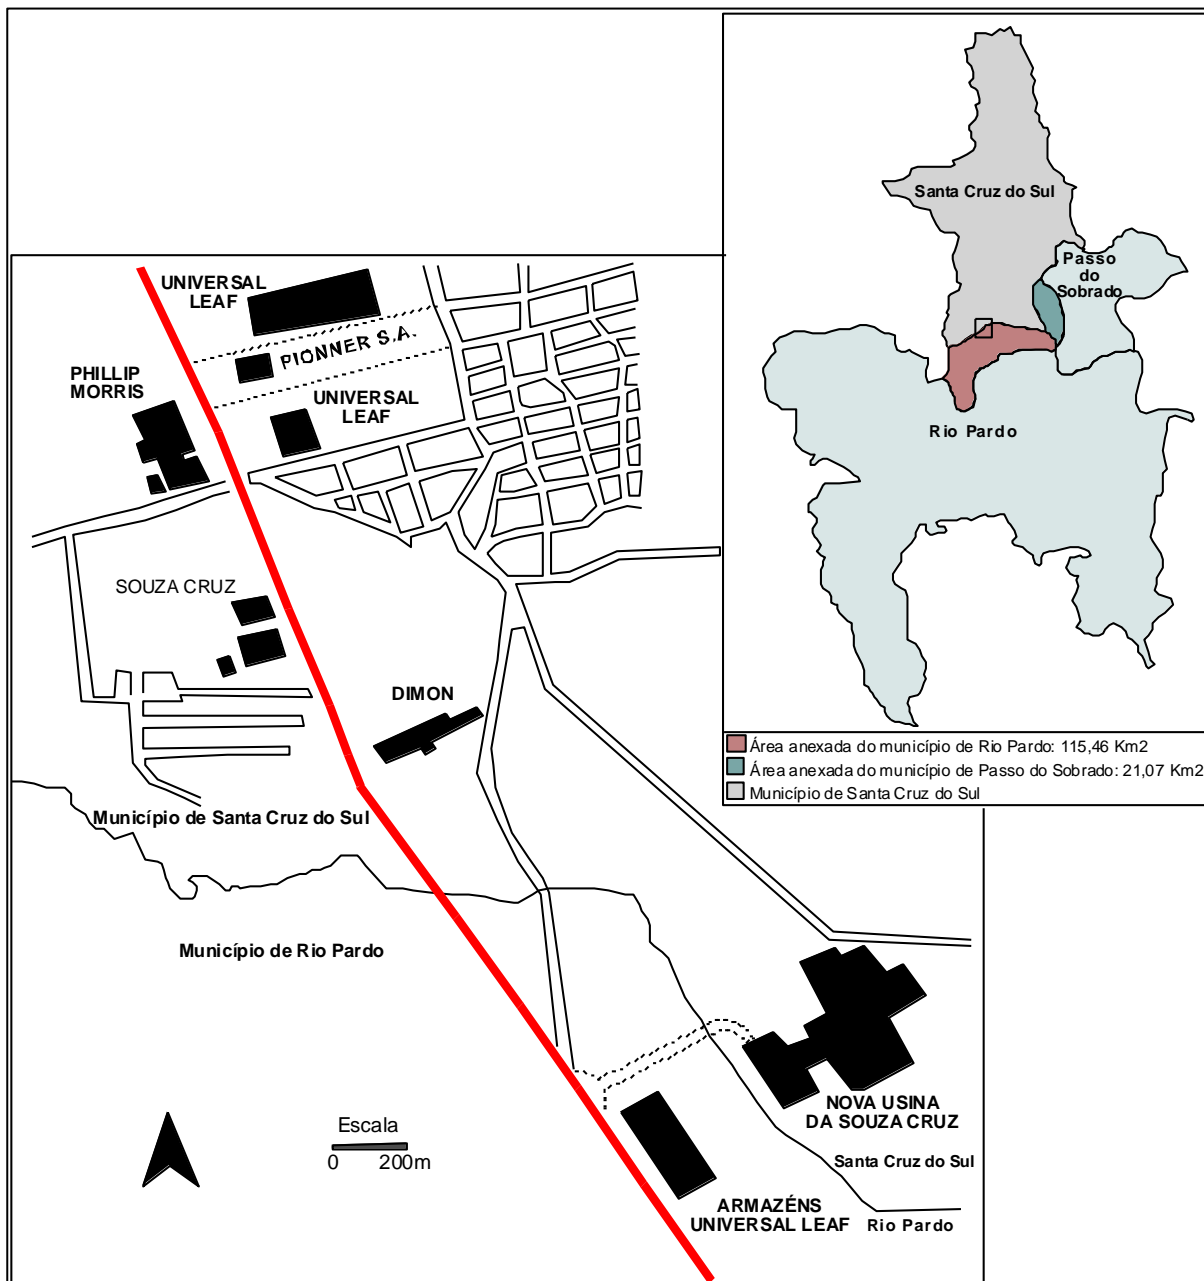 Santa Cruz do Sul
Passo
do
Sobrado
Rio Pardo
Área anexada do município de Rio Pardo: 115,46 Km2
Área anexada do município de Passo do Sobrado: 21,07 Km2
Município de Santa Cruz do Sul
UNIVERSAL
LEAF
PIONNER S.A.
PHILLIP
MORRIS
UNIVERSAL
LEAF
SOUZA CRUZ
DIMON
Município de Santa Cruz do Sul
Município de Rio Pardo
NOVA USINA
DA SOUZA CRUZ
Escala
0 200m
Santa Cruz do Sul
ARMAZÉNS
UNIVERSAL LEAF
Rio Pardo